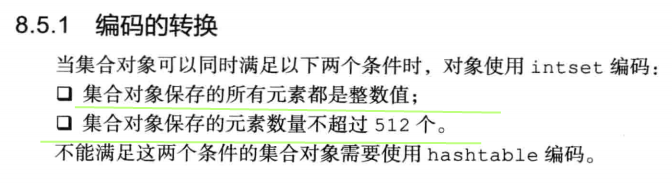 8.5.1 编码的转换
当集合对象可以同时满足以下两个条件时，对象使用 intset 编码：
❑ 集合对象保存的所有元素都是整数值；
❑ 集合对象保存的元素数量不超过 512 个。
不能满足这两个条件的集合对象需要使用 hashtable 编码。